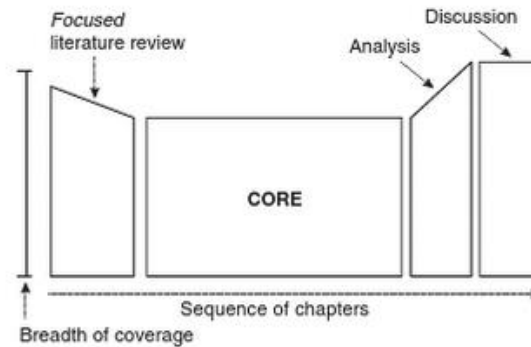 Focused
literature review
Analysis
Discussion
CORE
Sequence of chapters
Breadth of coverage